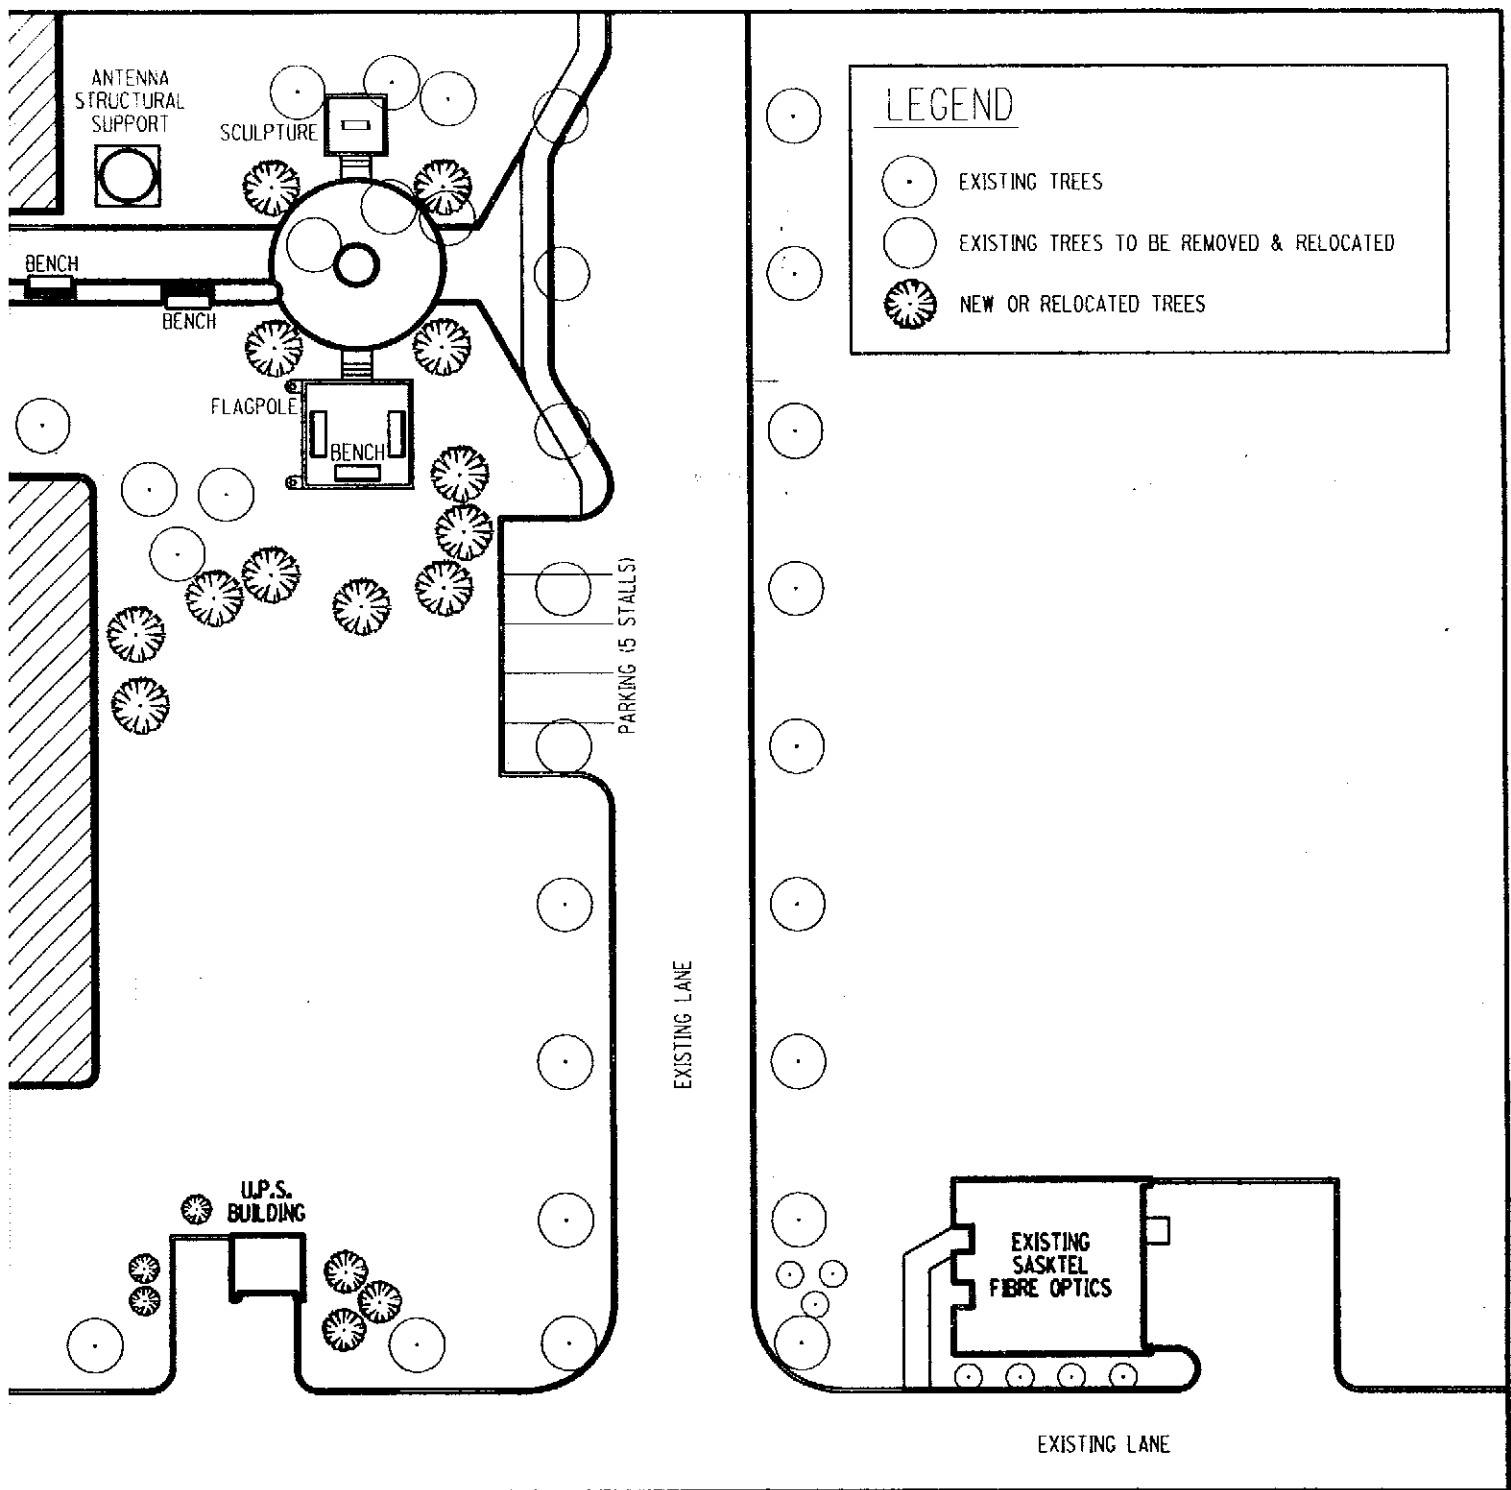 ANTENNA
STRUCTURAL
SUPPORT
SCULPTURE
LEGEND
EXISTING TREES
EXISTING TREES TO BE REMOVED & RELOCATED
NEW OR RELOCATED TREES
BENCH
BENCH
FLAGPOLE
BENCH
PARKING (5 STALLS)
EXISTING LANE
U.P.S.
BUILDING
EXISTING
SASKTEL
FIBRE OPTICS
EXISTING LANE